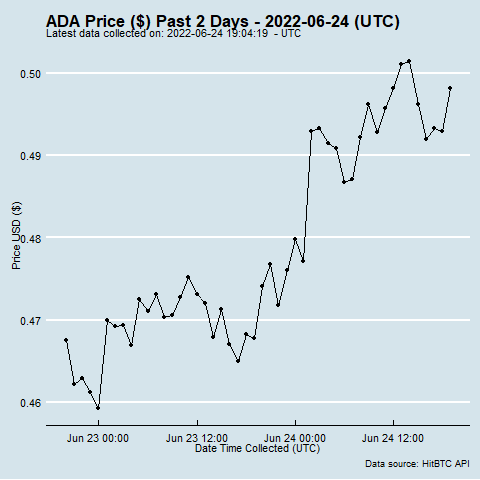 ADA Price ($) Past 2 Days - 2022-06-24 (UTC)
Latest data collected on: 2022-06-24 19:04:19  - UTC
0.50
0.49
0.48
0.47
0.46
Price USD ($)
Jun 23 00:00
Jun 23 12:00
Jun 24 00:00
Jun 24 12:00
Date Time Collected (UTC)
Data source: HitBTC API